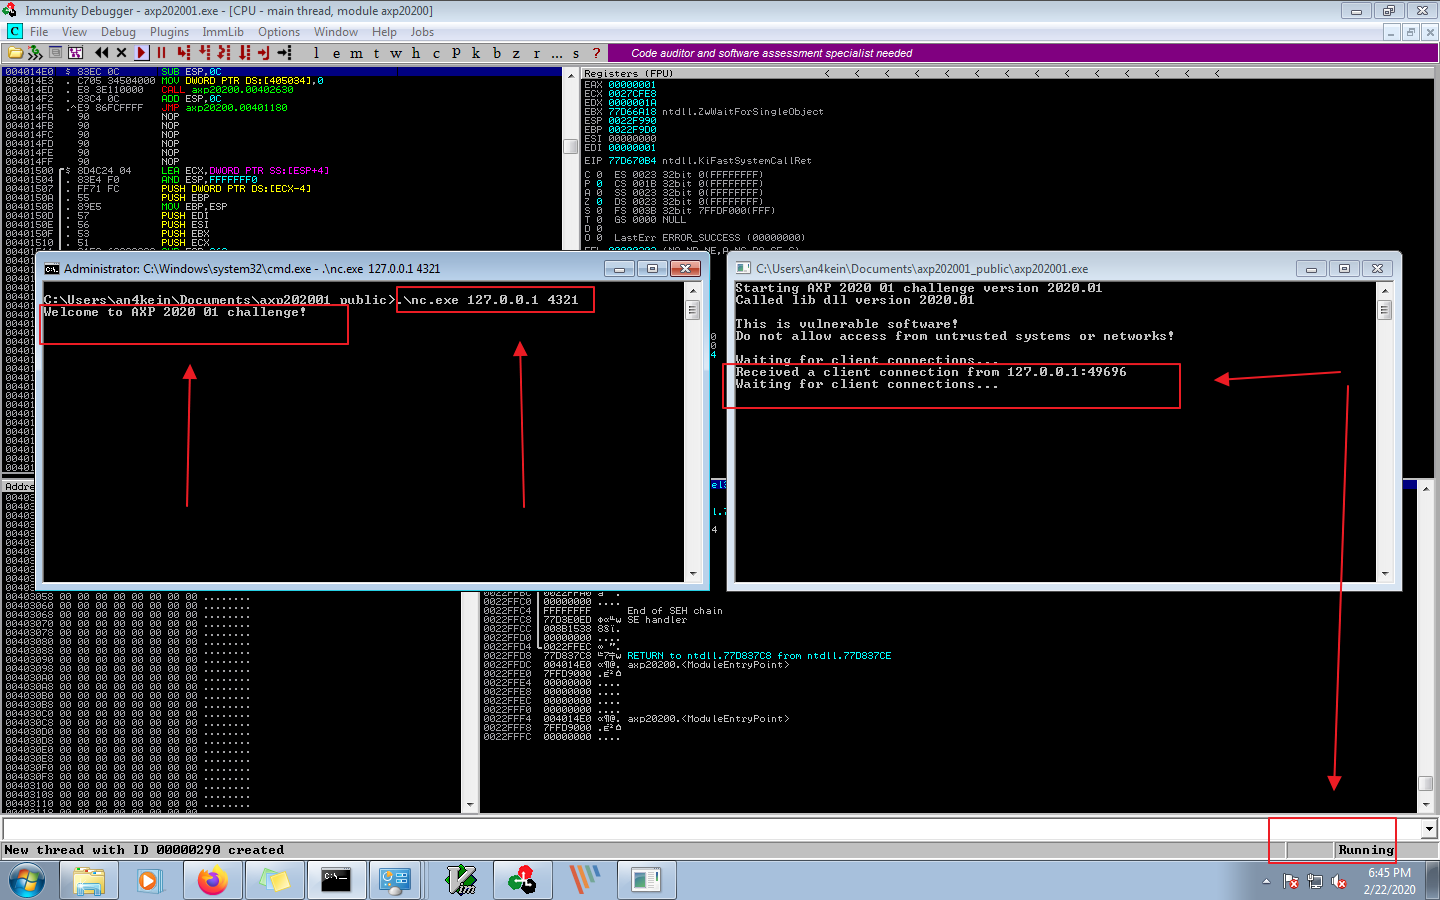 Immunity Debugger - axp202001.exe - [CPU - main thread, module axp20200]
C File View Debug Plugins ImmLib Options Window Help Jobs
l e m t w h c p k b z r ... s ? Code auditor and software assessment specialist needed
004014E0 $ 83EC 0C SUB ESP,0C
004014E3 . C705 34504000 MOV DWORD PTR DS:[405034],0
004014ED . E8 3E110000 CALL axp20200.00402630
004014F2 . 83C4 0C ADD ESP,0C
004014F5 .^E9 86FCFFFF JMP axp20200.00401180
004014FA 90 NOP
004014FB 90 NOP
004014FC 90 NOP
004014FD 90 NOP
004014FE 90 NOP
004014FF 90 NOP
00401500 $ 8D4C24 04 LEA ECX,DWORD PTR SS:[ESP+4]
00401504 . 83E4 F0 AND ESP,FFFFFFF0
00401507 . FF71 FC PUSH DWORD PTR DS:[ECX-4]
0040150A . 55 PUSH EBP
0040150B . 89E5 MOV EBP,ESP
0040150D . 57 PUSH EDI
0040150E . 56 PUSH ESI
0040150F . 53 PUSH EBX
00401510 . 51 PUSH ECX
Registers (FPU) < < < < < < < < < < < < < <
EAX 00000001
ECX 0027CFE8
EDX 0000001A
EBX 77D66A18 ntdll.ZwWaitForSingleObject
ESP 0022F990
EBP 0022F9D0
ESI 00000000
EDI 00000001
EIP 77D670B4 ntdll.KiFastSystemCallRet
C 0 ES 0023 32bit 0(FFFFFFFF)
P 0 CS 001B 32bit 0(FFFFFFFF)
A 0 SS 0023 32bit 0(FFFFFFFF)
Z 0 DS 0023 32bit 0(FFFFFFFF)
S 0 FS 003B 32bit 7FFDF000(FFF)
T 0 GS 0000 NULL
D 0
O 0 LastErr ERROR_SUCCESS (00000000)
Administrator: C:\Windows\system32\cmd.exe - .\nc.exe 127.0.0.1 4321
C:\Users\an4kein\Documents\axp202001_public>.\nc.exe 127.0.0.1 4321
Welcome to AXP 2020 01 challenge!
C:\Users\an4kein\Documents\axp202001_public\axp202001.exe
Starting AXP 2020 01 challenge version 2020.01
Called lib dll version 2020.01
This is vulnerable software!
Do not allow access from untrusted systems or networks!
Waiting for client connections...
Received a client connection from 127.0.0.1:49696
Waiting for client connections...
Addre
00403058 00 00 00 00 00 00 00 00 ........
00403060 00 00 00 00 00 00 00 00 ........
00403068 00 00 00 00 00 00 00 00 ........
00403070 00 00 00 00 00 00 00 00 ........
00403078 00 00 00 00 00 00 00 00 ........
00403080 00 00 00 00 00 00 00 00 ........
00403088 00 00 00 00 00 00 00 00 ........
00403090 00 00 00 00 00 00 00 00 ........
00403098 00 00 00 00 00 00 00 00 ........
004030A0 00 00 00 00 00 00 00 00 ........
004030A8 00 00 00 00 00 00 00 00 ........
004030B0 00 00 00 00 00 00 00 00 ........
004030B8 00 00 00 00 00 00 00 00 ........
004030C0 00 00 00 00 00 00 00 00 ........
004030C8 00 00 00 00 00 00 00 00 ........
004030D0 00 00 00 00 00 00 00 00 ........
004030D8 00 00 00 00 00 00 00 00 ........
004030E0 00 00 00 00 00 00 00 00 ........
004030E8 00 00 00 00 00 00 00 00 ........
004030F0 00 00 00 00 00 00 00 00 ........
004030F8 00 00 00 00 00 00 00 00 ........
00403100 00 00 00 00 00 00 00 00 ........
00403108 00 00 00 00 00 00 00 00 ........
00403110 00 00 00 00 00 00 00 00 ........
0022FFC0 00000000 ....
0022FFC4 FFFFFFFF End of SEH chain
0022FFC8 77D3E0ED SE handler
0022FFCC 008B1538
0022FFD0 00000000 ....
0022FFD4 0022FFEC
0022FFD8 77D837C8 RETURN to ntdll.77D837C8 from ntdll.77D837CE
0022FFDC 004014E0 axp20200.<ModuleEntryPoint>
0022FFE0 7FFD9000
0022FFE4 00000000 ....
0022FFE8 00000000 ....
0022FFEC 00000000 ....
0022FFF0 00000000 ....
0022FFF4 004014E0 axp20200.<ModuleEntryPoint>
0022FFF8 7FFD9000
0022FFFC 00000000 ....
New thread with ID 00000290 created
Running
6:45 PM
2/22/2020